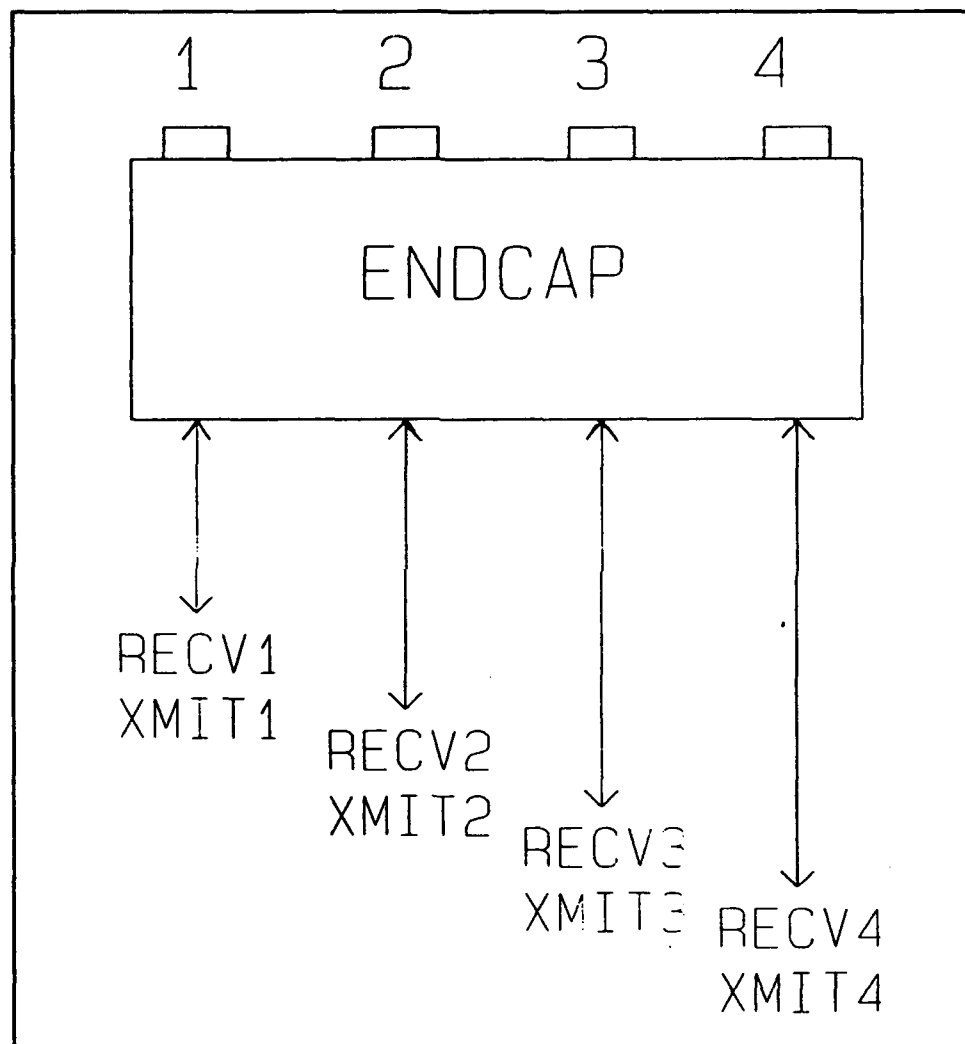 1 2 3 4
ENDCAP
RECV1
XMIT1
RECV2
XMIT2
RECV3
XMIT3
RECV4
XMIT4